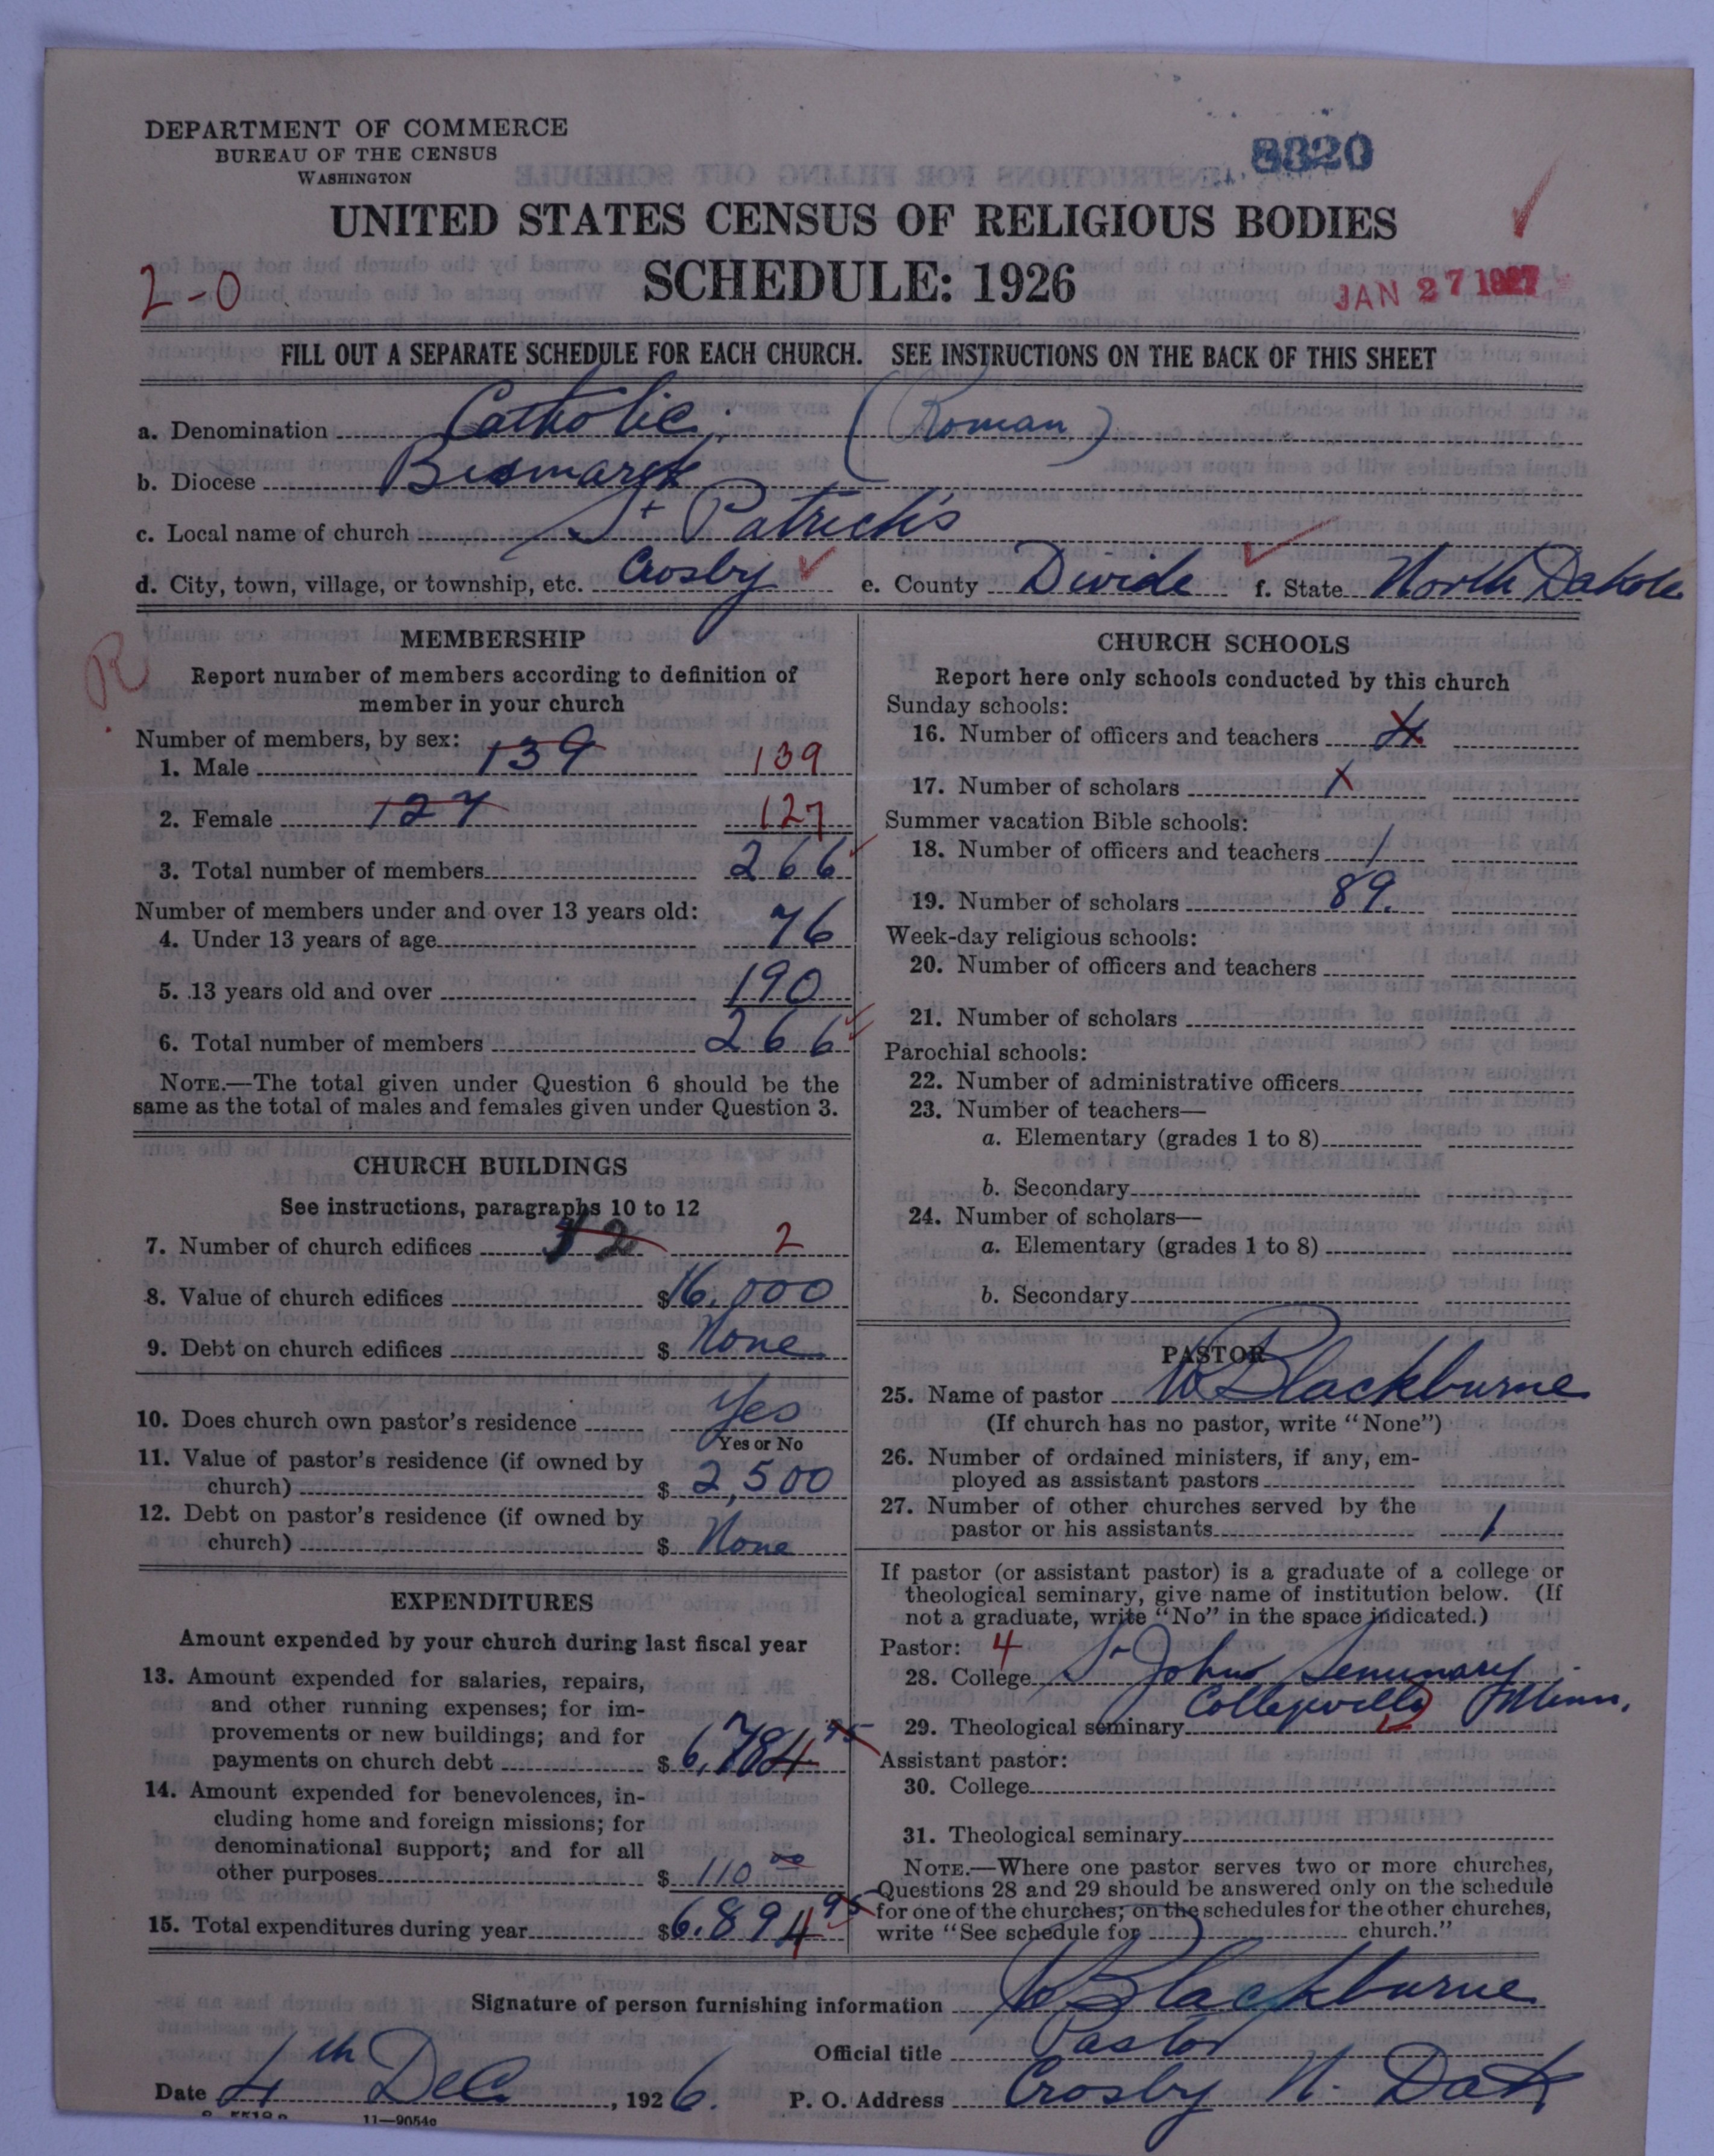 DEPARTMENT OF COMMERCE
BUREAU OF THE CENSUS
WASHINGTON
8320
UNITED STATES CENSUS OF RELIGIOUS BODIES
SCHEDULE: 1926
2-0
JAN 27 1927
FILL OUT A SEPARATE SCHEDULE FOR EACH CHURCH. SEE INSTRUCTIONS ON THE BACK OF THIS SHEET
a. Denomination Catholic; (Roman)
b. Diocese Bismarck
c. Local name of church St Patrick's
d. City, town, village, or township, etc. Crosby e. County Divide f. State North Dakota
R
MEMBERSHIP
Report number of members according to definition of
member in your church
Number of members, by sex:
1. Male 139 139
2. Female 127 127
3. Total number of members 266
Number of members under and over 13 years old:
4. Under 13 years of age 76
5. 13 years old and over 190
6. Total number of members 266
NOTE.—The total given under Question 6 should be the
same as the total of males and females given under Question 3.
CHURCH BUILDINGS
See instructions, paragraphs 10 to 12
7. Number of church edifices 2 2
8. Value of church edifices $16,000
9. Debt on church edifices $ None
10. Does church own pastor's residence Yes
Yes or No
11. Value of pastor's residence (if owned by
church) $ 2,500
12. Debt on pastor's residence (if owned by
church) $ None
EXPENDITURES
Amount expended by your church during last fiscal year
13. Amount expended for salaries, repairs,
and other running expenses; for im-
provements or new buildings; and for
payments on church debt $ 6,784 95
14. Amount expended for benevolences, in-
cluding home and foreign missions; for
denominational support; and for all
other purposes $ 110 00
15. Total expenditures during year $6.894 95
CHURCH SCHOOLS
Report here only schools conducted by this church
Sunday schools:
16. Number of officers and teachers
17. Number of scholars
Summer vacation Bible schools:
18. Number of officers and teachers 1
19. Number of scholars 89.
Week-day religious schools:
20. Number of officers and teachers
21. Number of scholars
Parochial schools:
22. Number of administrative officers
23. Number of teachers—
a. Elementary (grades 1 to 8)
b. Secondary
24. Number of scholars—
a. Elementary (grades 1 to 8)
b. Secondary
PASTOR
25. Name of pastor W Blackburne
(If church has no pastor, write "None")
26. Number of ordained ministers, if any, em-
ployed as assistant pastors
27. Number of other churches served by the
pastor or his assistants 1
If pastor (or assistant pastor) is a graduate of a college or
theological seminary, give name of institution below. (If
not a graduate, write "No" in the space indicated.)
Pastor: 4
28. College St Johns Seminary
Collegeville Minn.
29. Theological seminary
Assistant pastor:
30. College
31. Theological seminary
NOTE.—Where one pastor serves two or more churches,
Questions 28 and 29 should be answered only on the schedule
for one of the churches; on the schedules for the other churches,
write "See schedule for church."
Signature of person furnishing information W Blackburne
Official title Pastor
Date 4th Dec, 1926. P. O. Address Crosby N. Dak
11—9054c